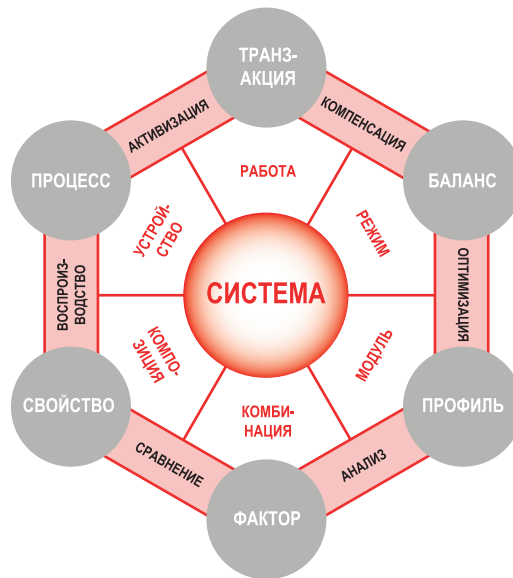 ТРАНЗ-
АКЦИЯ
АКТИВИЗАЦИЯ
КОМПЕНСАЦИЯ
РАБОТА
ПРОЦЕСС
БАЛАНС
УСТРОЙ-
СТВО
РЕЖИМ
ВОСПРОИЗ-
ВОДСТВО
СИСТЕМА
ОПТИМИЗАЦИЯ
КОМПО-
ЗИЦИЯ
МОДУЛЬ
СВОЙСТВО
ПРОФИЛЬ
КОМБИ-
НАЦИЯ
СРАВНЕНИЕ
АНАЛИЗ
ФАКТОР